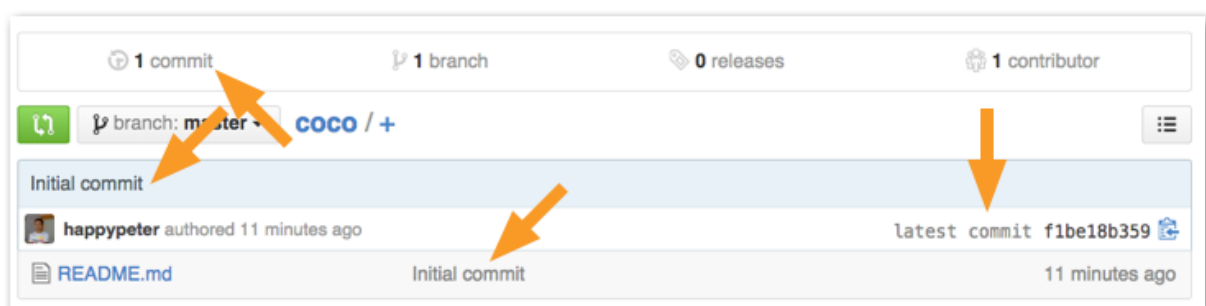 1 commit 1 branch 0 releases 1 contributor
branch: master coco / +
Initial commit
happypeter authored 11 minutes ago latest commit f1be18b359
README.md Initial commit 11 minutes ago